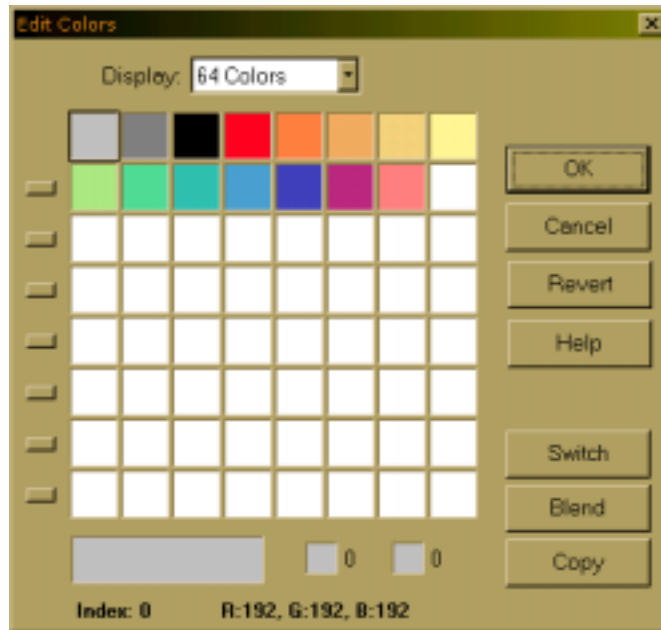 Edit Colors
Display: 64 Colors
OK
Cancel
Revert
Help
Switch
Blend
Copy
0 0
Index: 0 R:192, G:192, B:192